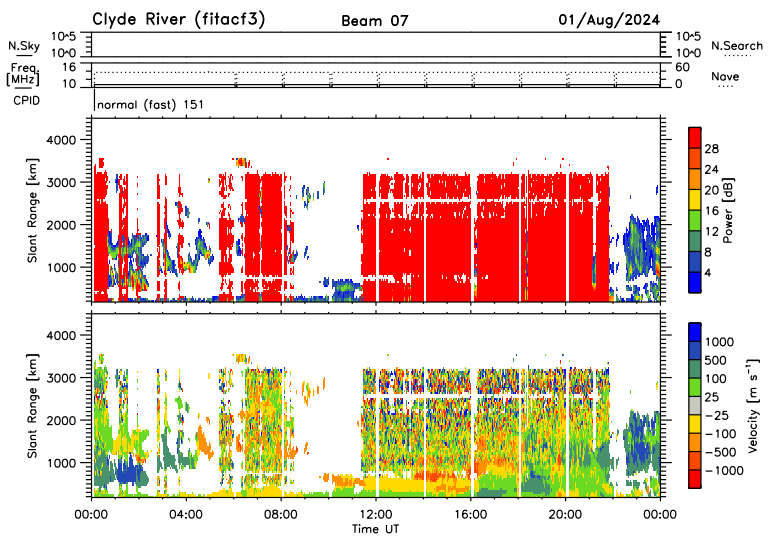 Clyde River (fitacf3) Beam 07 01/Aug/2024
N.Sky 10^5 10^0 10^5 10^0 N.Search
Freq. [MHz] 16 10 60 0 Nave
CPID normal (fast) 151
Slant Range [km] 4000 3000 2000 1000
28 24 20 16 12 8 4 Power [dB]
Slant Range [km] 4000 3000 2000 1000
1000 500 100 25 -25 -100 -500 -1000 Velocity [m s⁻¹]
00:00 04:00 08:00 12:00 16:00 20:00 00:00
Time UT